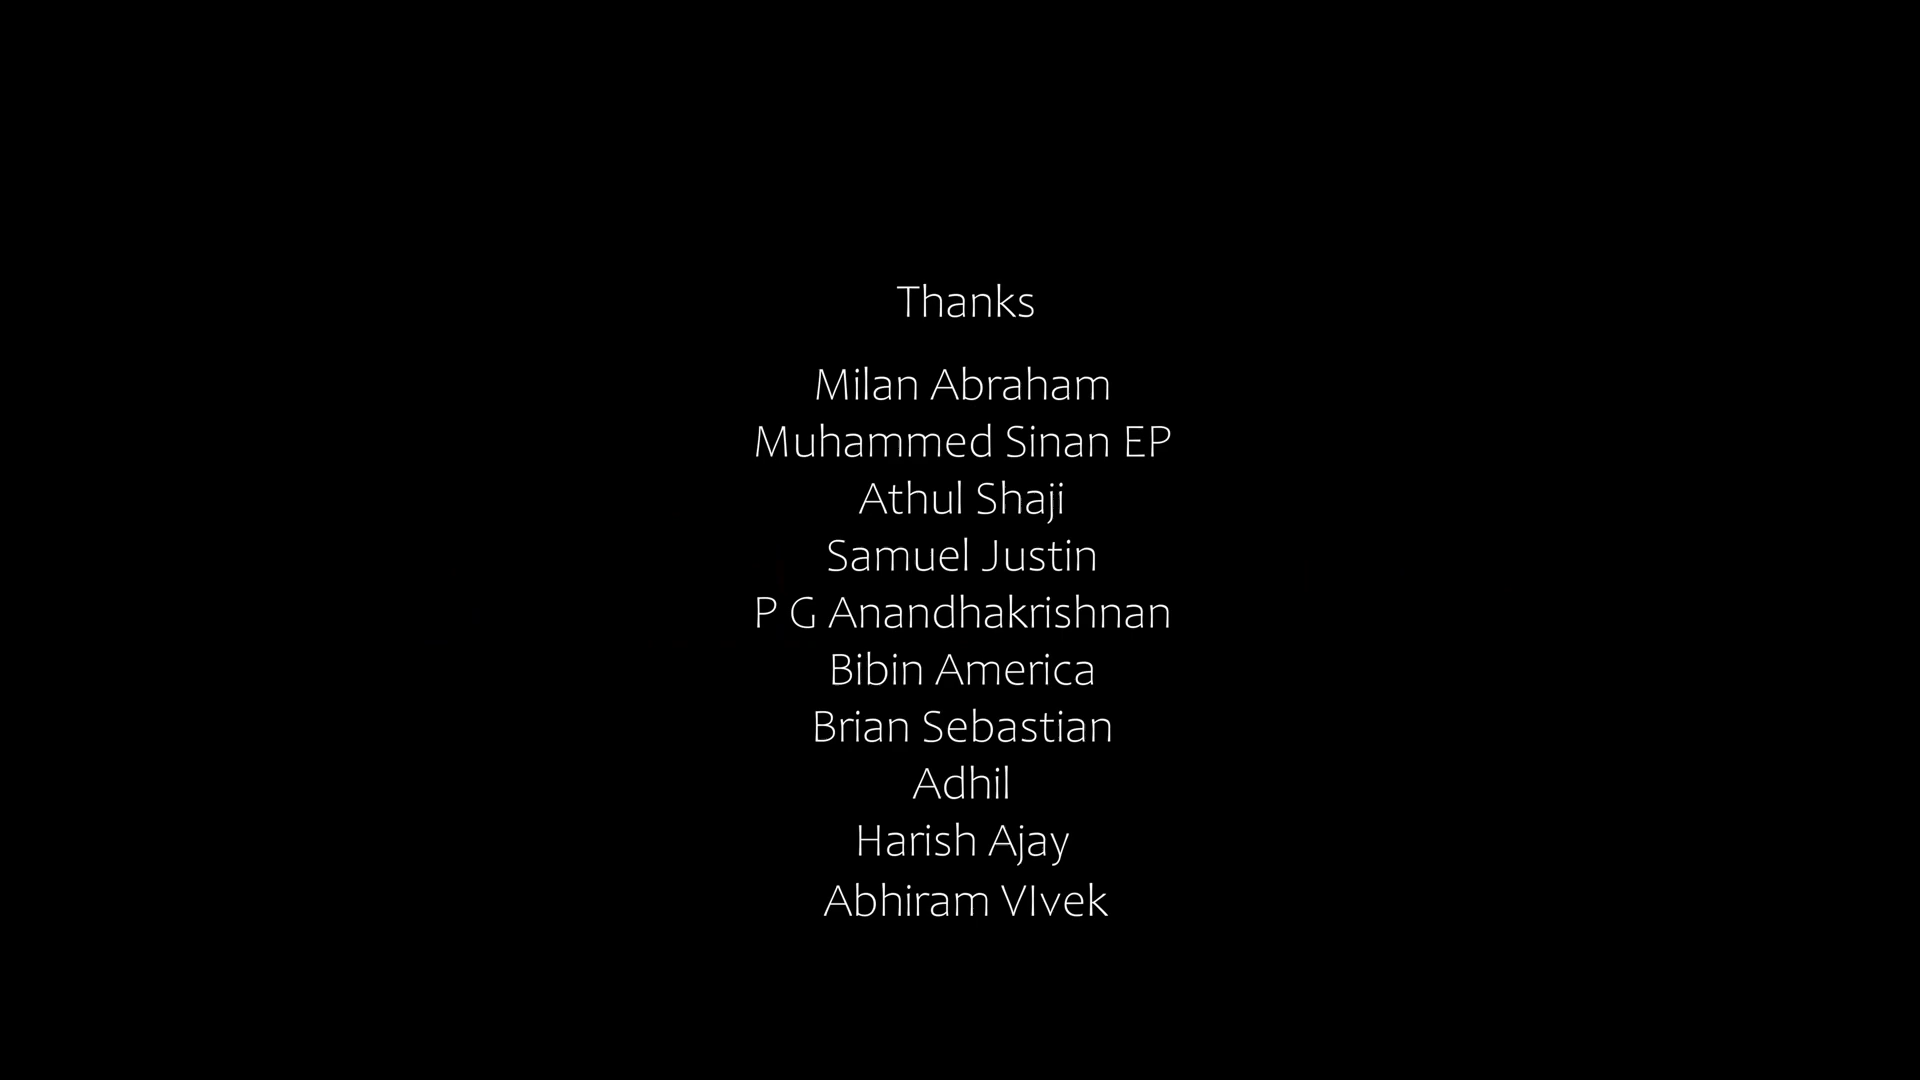 Thanks
Milan Abraham
Muhammed Sinan EP
Athul Shaji
Samuel Justin
P G Anandhakrishnan
Bibin America
Brian Sebastian
Adhil
Harish Ajay
Abhiram VIvek